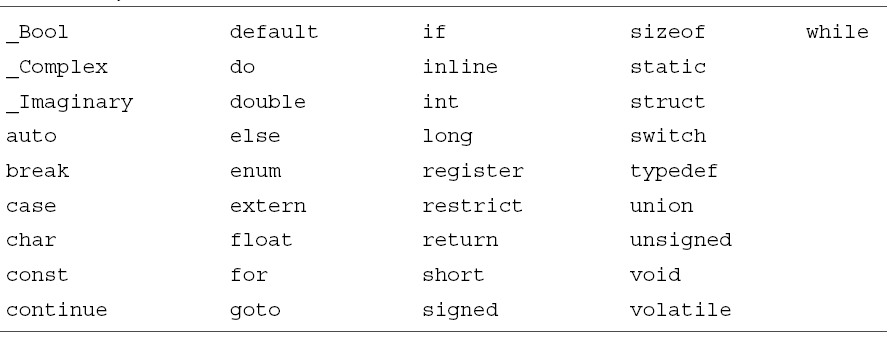 _Bool default if sizeof while
_Complex do inline static
_Imaginary double int struct
auto else long switch
break enum register typedef
case extern restrict union
char float return unsigned
const for short void
continue goto signed volatile